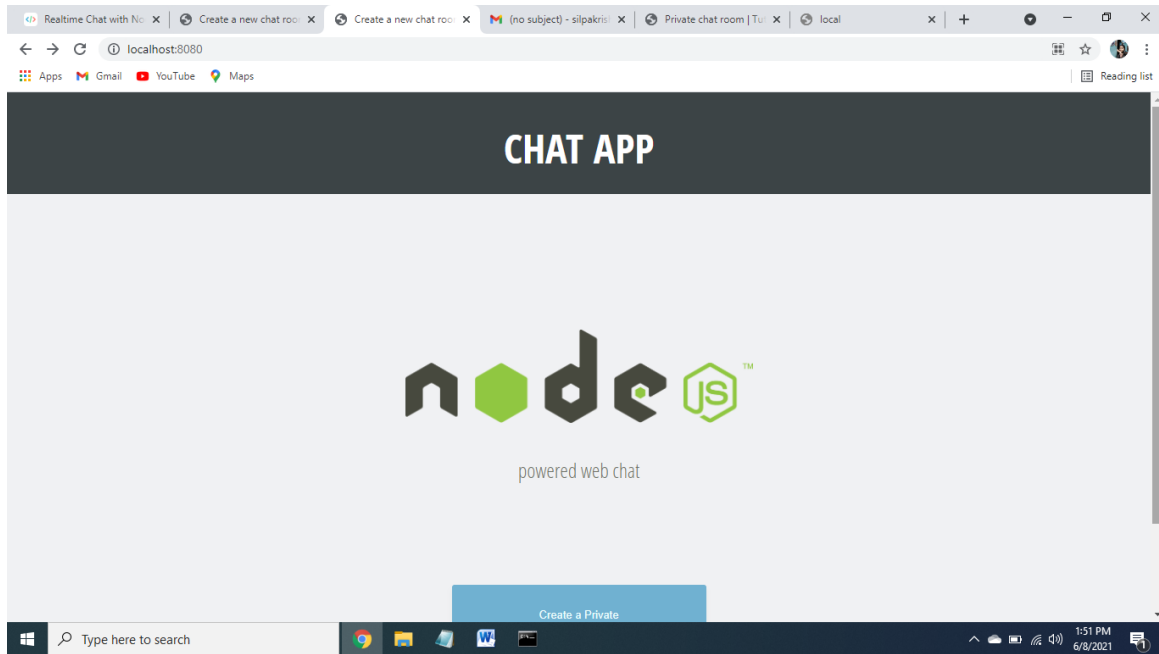 Realtime Chat with No
Create a new chat roo
Create a new chat roo
(no subject) - silpakris
Private chat room | Tut
local
localhost:8080
Apps
Gmail
YouTube
Maps
Reading list
CHAT APP
node
JS
TM
powered web chat
Create a Private
Type here to search
1:51 PM
6/8/2021
1